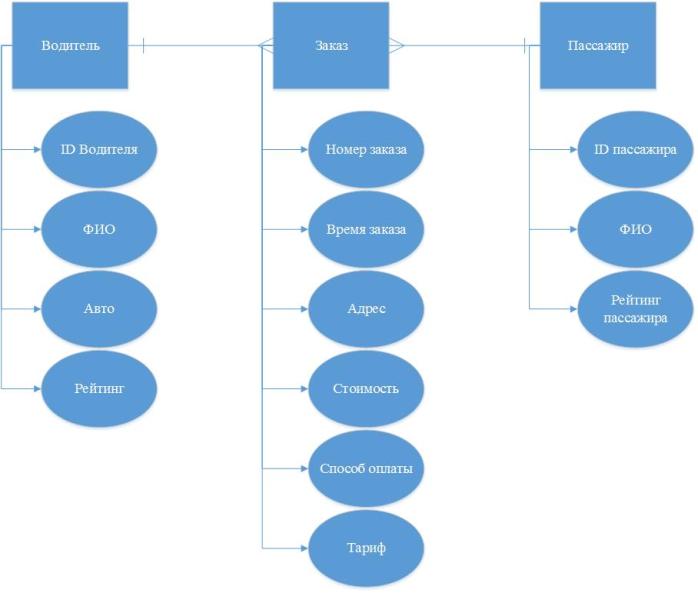 Водитель
Заказ
Пассажир
ID Водителя
Номер заказа
ID пассажира
ФИО
Время заказа
ФИО
Авто
Адрес
Рейтинг
пассажира
Рейтинг
Стоимость
Способ оплаты
Тариф